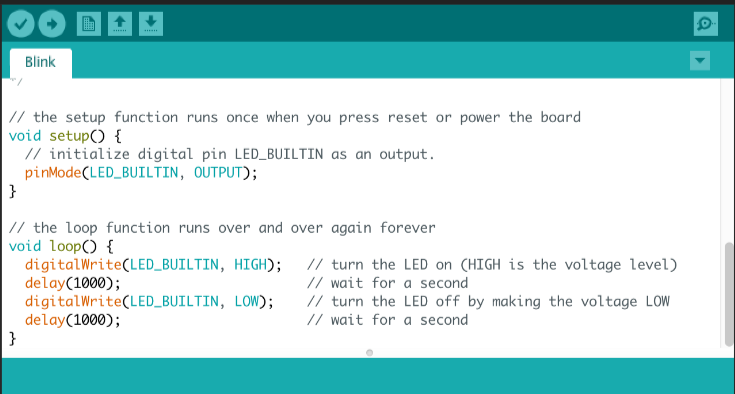 Blink
*/
// the setup function runs once when you press reset or power the board
void setup() {
  // initialize digital pin LED_BUILTIN as an output.
  pinMode(LED_BUILTIN, OUTPUT);
}
// the loop function runs over and over again forever
void loop() {
  digitalWrite(LED_BUILTIN, HIGH);   // turn the LED on (HIGH is the voltage level)
  delay(1000);                       // wait for a second
  digitalWrite(LED_BUILTIN, LOW);    // turn the LED off by making the voltage LOW
  delay(1000);                       // wait for a second
}